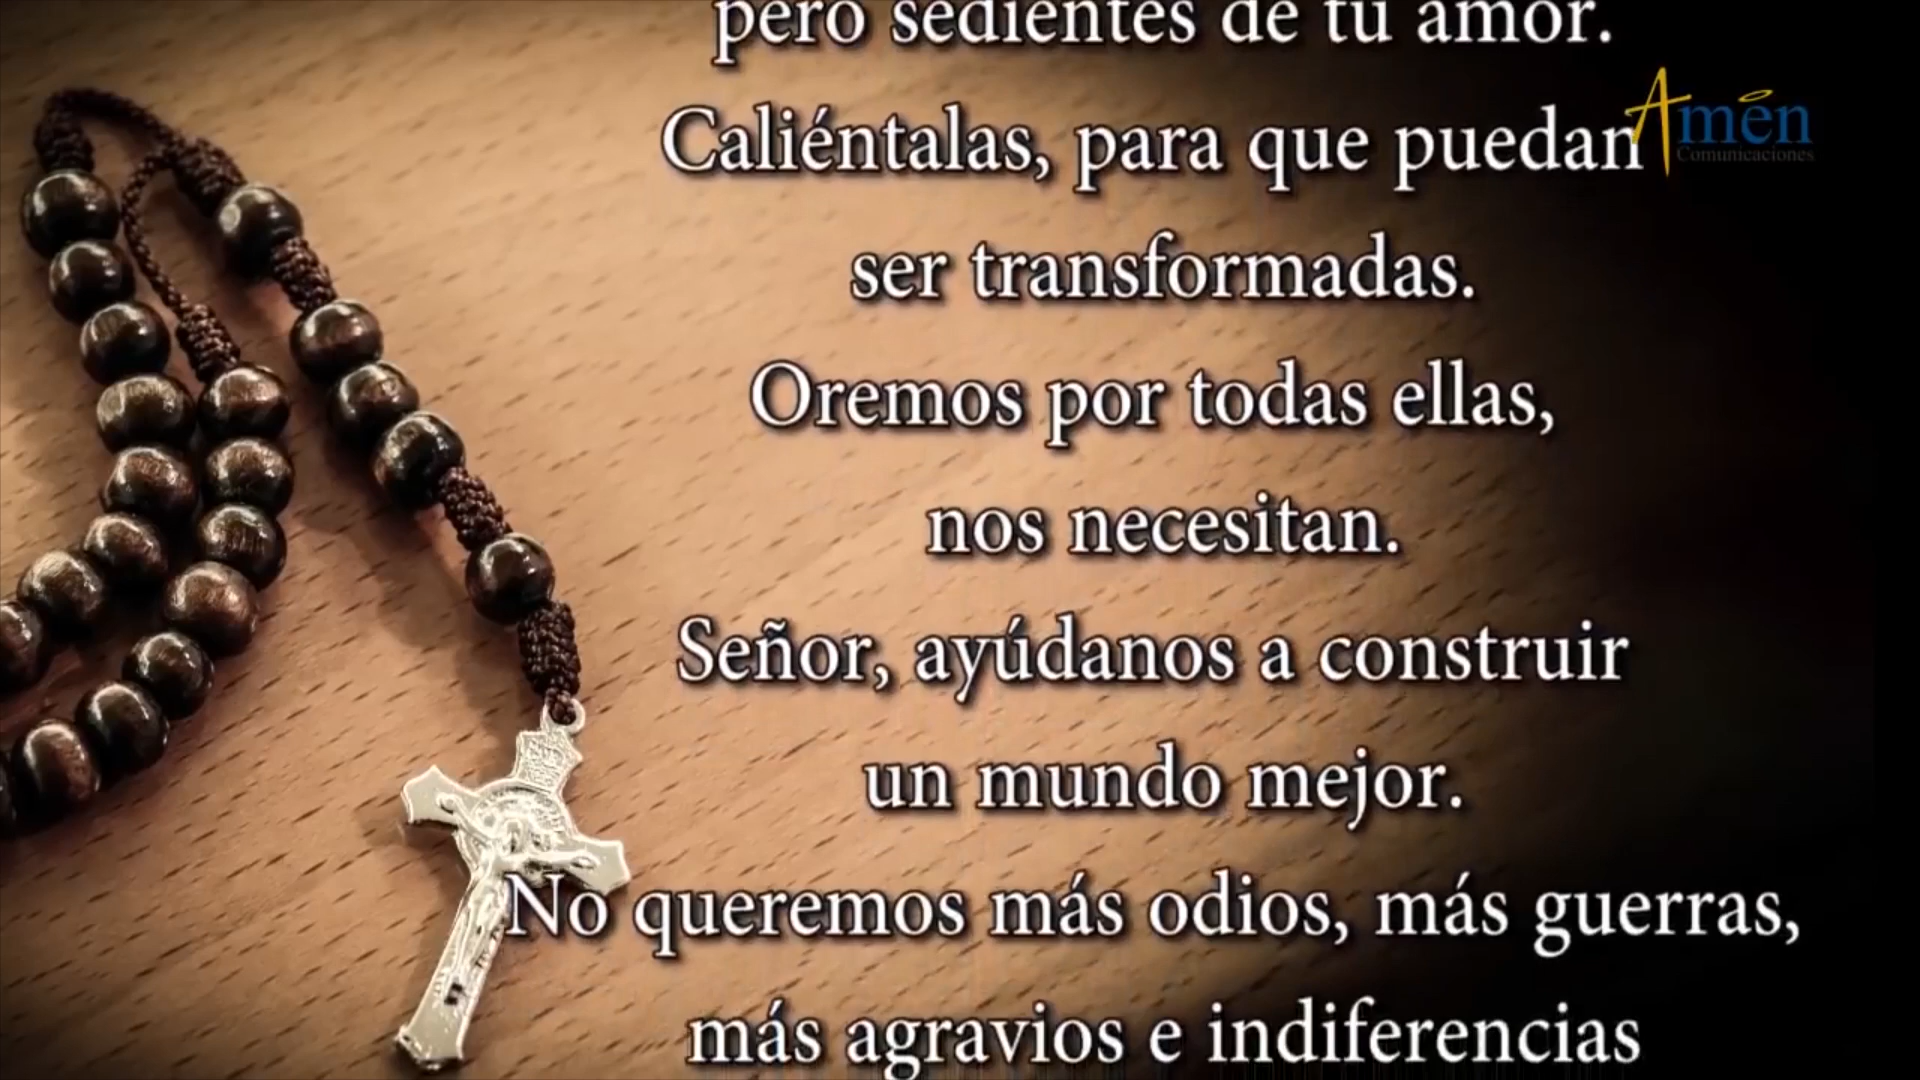 pero sedientes de tu amor.
Caliéntalas, para que puedan
ser transformadas.
Oremos por todas ellas,
nos necesitan.
Señor, ayúdanos a construir
un mundo mejor.
No queremos más odios, más guerras,
más agravios e indiferencias
Amén
Comunicaciones